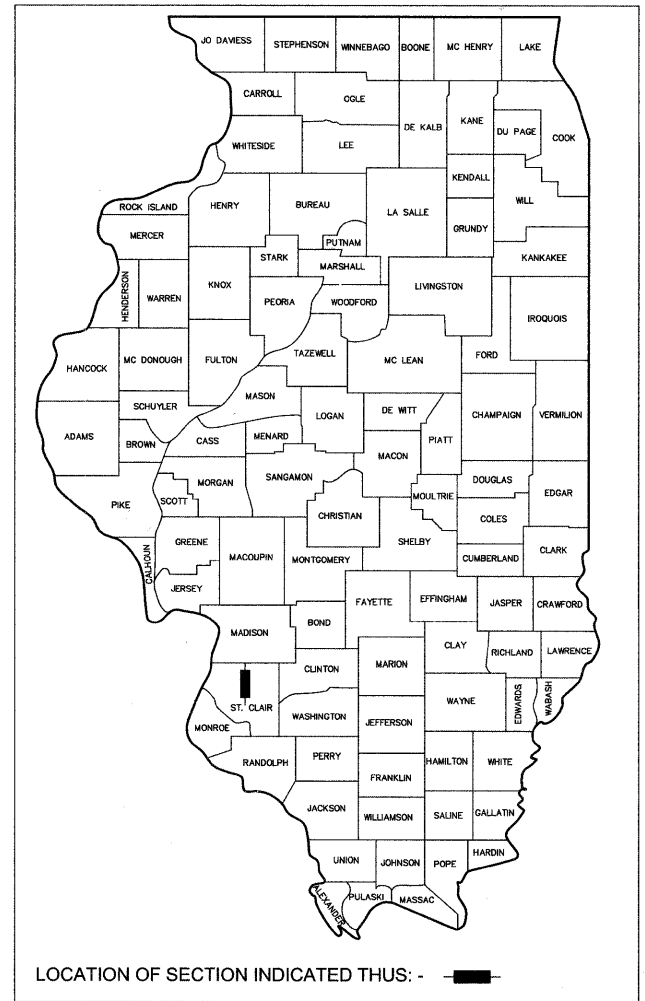 JO DAVIESS STEPHENSON WINNEBAGO BOONE MC HENRY LAKE
CARROLL OGLE DE KALB KANE DU PAGE COOK
WHITESIDE LEE
KENDALL WILL
ROCK ISLAND HENRY BUREAU LA SALLE GRUNDY
MERCER PUTNAM
STARK MARSHALL KANKAKEE
HENDERSON WARREN KNOX PEORIA WOODFORD LIVINGSTON IROQUOIS
HANCOCK MC DONOUGH FULTON TAZEWELL MC LEAN FORD
SCHUYLER MASON LOGAN DE WITT CHAMPAIGN VERMILION
ADAMS BROWN CASS MENARD MACON PIATT
PIKE SCOTT MORGAN SANGAMON CHRISTIAN MOULTRIE DOUGLAS EDGAR
COLES
GREENE MACOUPIN MONTGOMERY SHELBY CUMBERLAND CLARK
CALHOUN JERSEY FAYETTE EFFINGHAM JASPER CRAWFORD
MADISON BOND
CLINTON MARION CLAY RICHLAND LAWRENCE
ST. CLAIR WASHINGTON JEFFERSON WAYNE EDWARDS WABASH
MONROE
RANDOLPH PERRY FRANKLIN HAMILTON WHITE
JACKSON WILLIAMSON SALINE GALLATIN
UNION JOHNSON POPE HARDIN
ALEXANDER PULASKI MASSAC
LOCATION OF SECTION INDICATED THUS: -